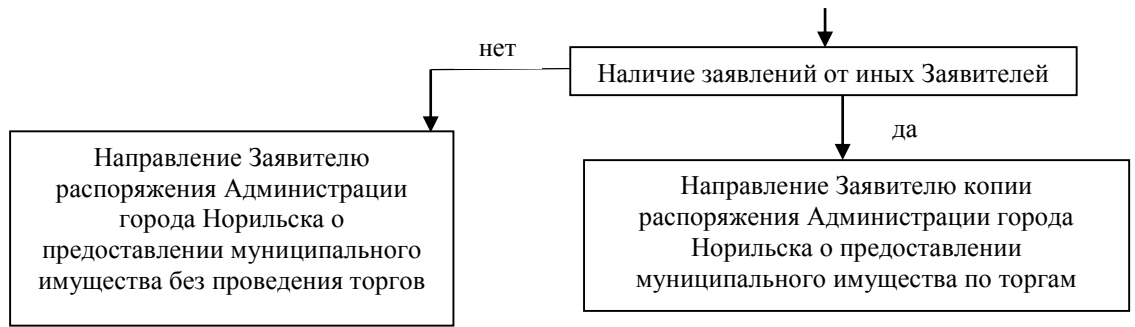 нет
Наличие заявлений от иных Заявителей
да
Направление Заявителю
распоряжения Администрации
города Норильска о
предоставлении муниципального
имущества без проведения торгов
Направление Заявителю копии
распоряжения Администрации города
Норильска о предоставлении
муниципального имущества по торгам